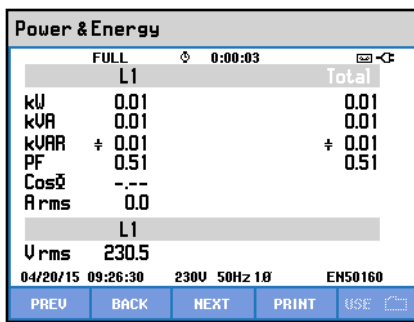 Power & Energy
FULL 0:00:03
L1 Total
kW 0.01 0.01
kVA 0.01 0.01
kVAR 0.01 0.01
PF 0.51 0.51
CosΦ -.--
A rms 0.0
L1
V rms 230.5
04/20/15 09:26:30 230V 50Hz 1Ø EN50160
PREV BACK NEXT PRINT USE